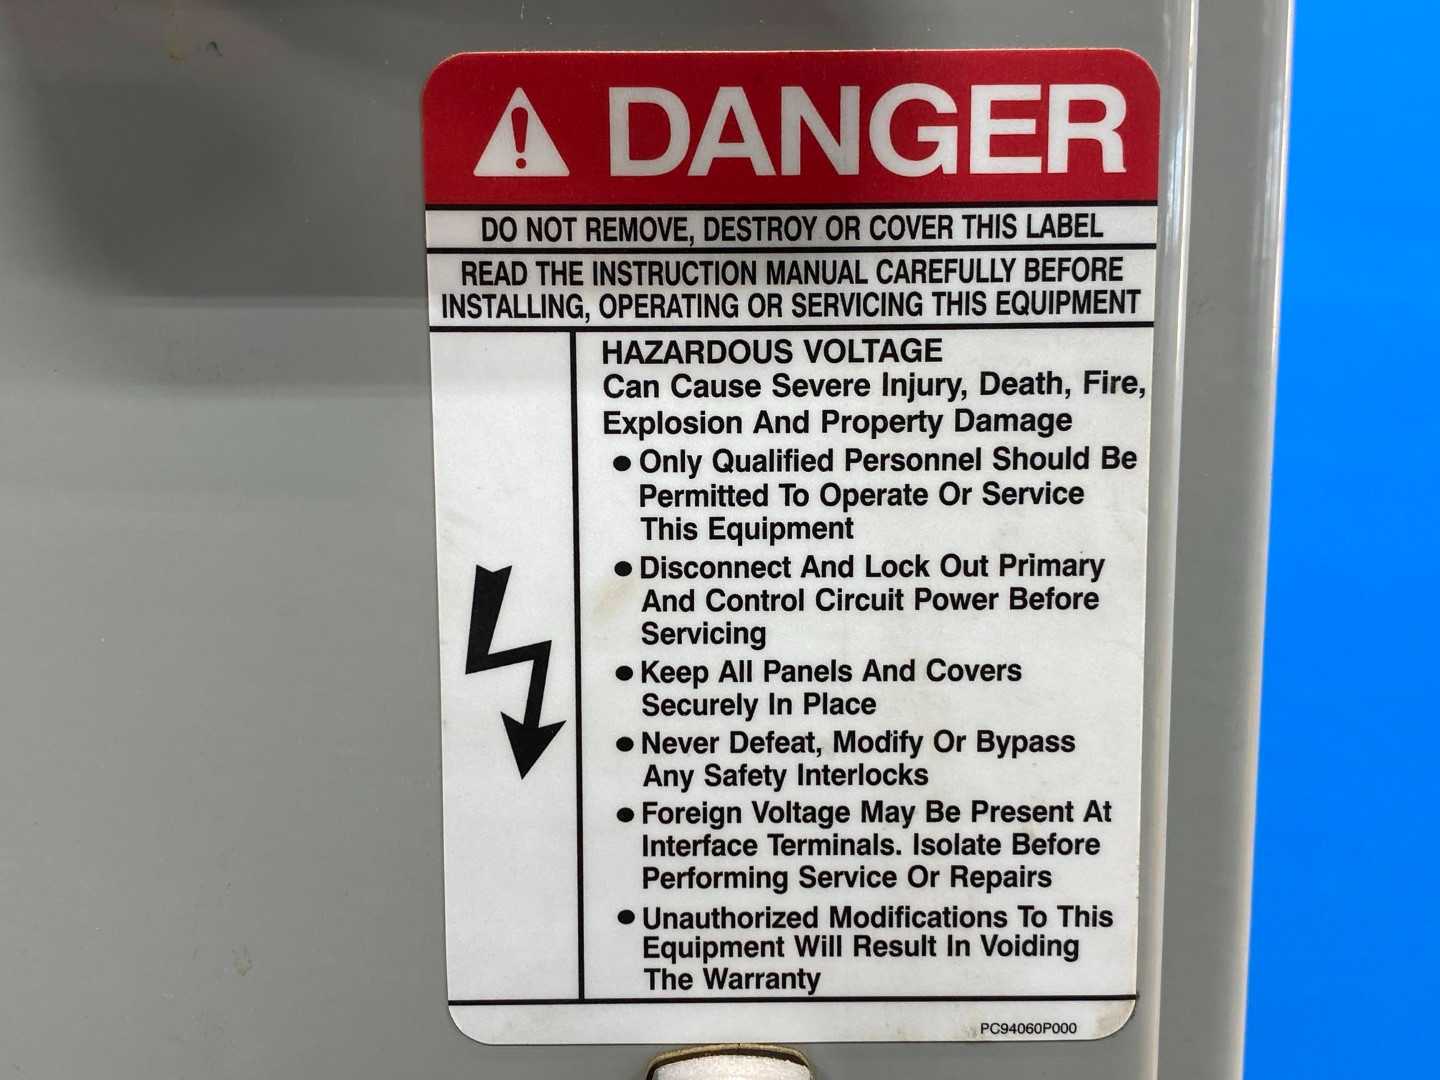 DANGER
DO NOT REMOVE, DESTROY OR COVER THIS LABEL
READ THE INSTRUCTION MANUAL CAREFULLY BEFORE
INSTALLING, OPERATING OR SERVICING THIS EQUIPMENT
HAZARDOUS VOLTAGE
Can Cause Severe Injury, Death, Fire,
Explosion And Property Damage
• Only Qualified Personnel Should Be
Permitted To Operate Or Service
This Equipment
• Disconnect And Lock Out Primary
And Control Circuit Power Before
Servicing
• Keep All Panels And Covers
Securely In Place
• Never Defeat, Modify Or Bypass
Any Safety Interlocks
• Foreign Voltage May Be Present At
Interface Terminals. Isolate Before
Performing Service Or Repairs
• Unauthorized Modifications To This
Equipment Will Result In Voiding
The Warranty
PC94060P000